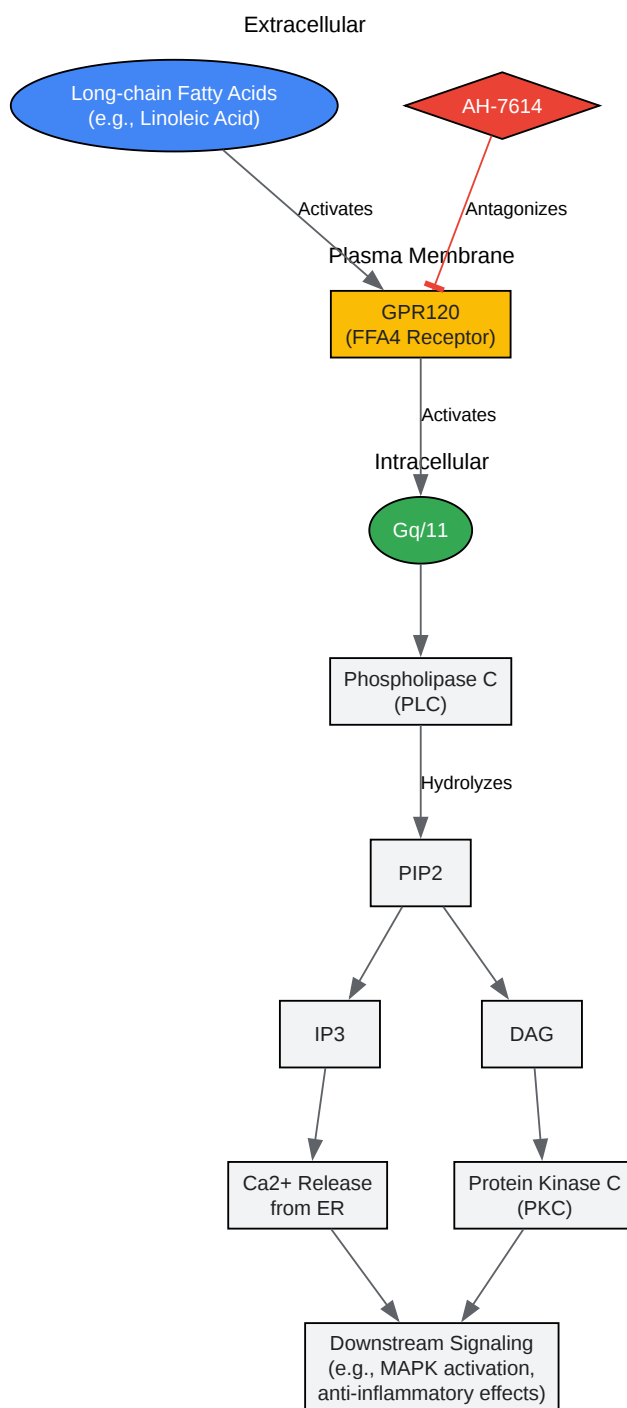 Extracellular
Long-chain Fatty Acids
(e.g., Linoleic Acid)
AH-7614
Activates
Antagonizes
Plasma Membrane
GPR120
(FFA4 Receptor)
Activates
Intracellular
Gq/11
Phospholipase C
(PLC)
Hydrolyzes
PIP2
IP3
DAG
Ca2+ Release
from ER
Protein Kinase C
(PKC)
Downstream Signaling
(e.g., MAPK activation,
anti-inflammatory effects)